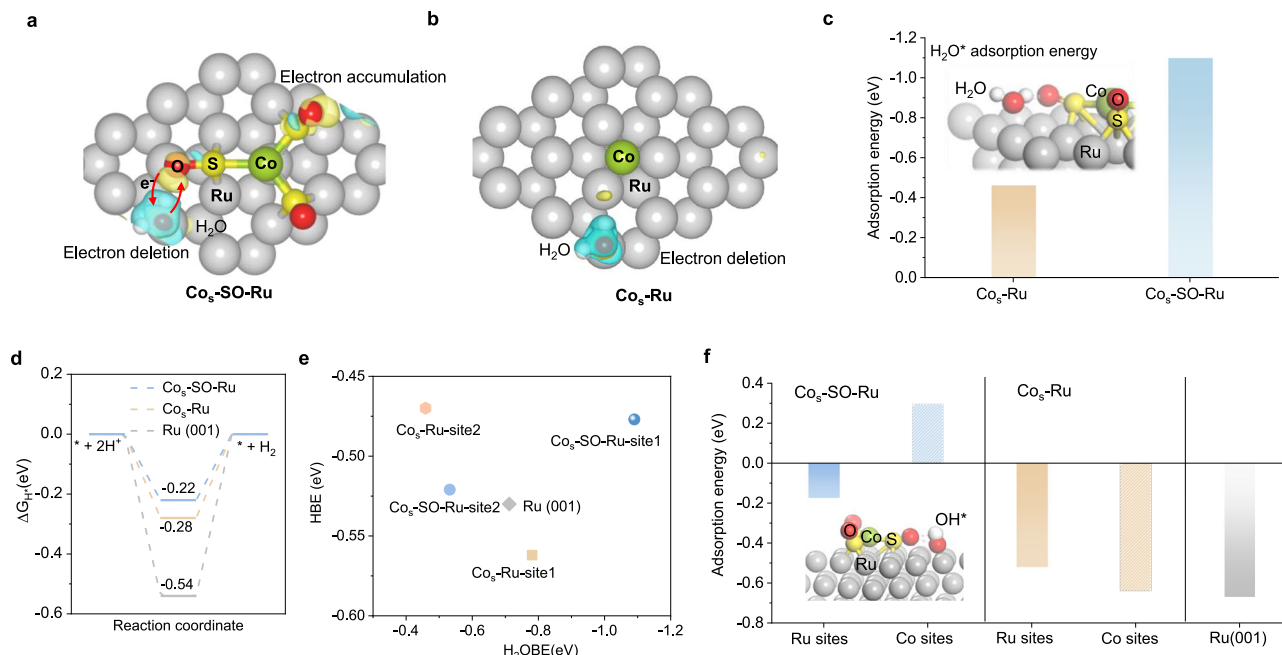 a
Electron accumulation
O
S
Co
e-
Ru
H₂O
Electron deletion
Coₛ-SO-Ru
b
Co
Ru
H₂O
Electron deletion
Coₛ-Ru
c
-1.2
-1.0
-0.8
-0.6
-0.4
-0.2
0.0
Adsorption energy (eV)
H₂O* adsorption energy
H₂O
Co
O
S
Ru
Coₛ-Ru
Coₛ-SO-Ru
d
0.2
0.0
-0.2
-0.4
-0.6
ΔG_H* (eV)
Coₛ-SO-Ru
Coₛ-Ru
Ru (001)
* + 2H⁺
* + H₂
-0.22
-0.28
-0.54
Reaction coordinate
e
-0.45
-0.50
-0.55
-0.60
HBE (eV)
Coₛ-Ru-site2
Coₛ-SO-Ru-site1
Coₛ-SO-Ru-site2
Ru (001)
Coₛ-Ru-site1
-0.4
-0.6
-0.8
-1.0
-1.2
H₂OBE(eV)
f
0.4
0.2
0
-0.2
-0.4
-0.6
-0.8
Adsorption energy (eV)
Coₛ-SO-Ru
Coₛ-Ru
OH*
O
Co
S
Ru
Ru sites
Co sites
Ru sites
Co sites
Ru(001)